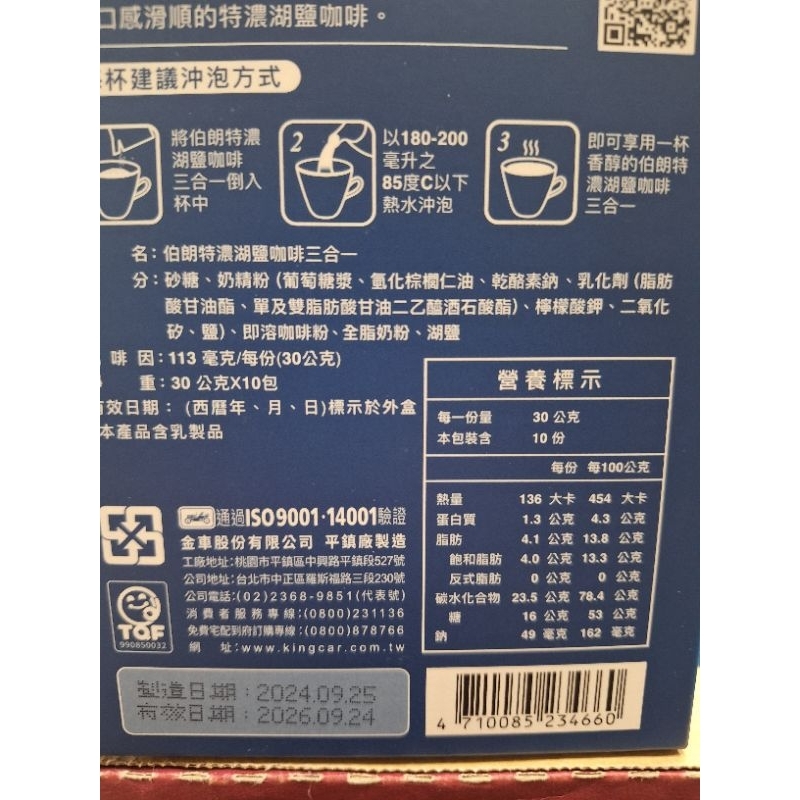 口感滑順的特濃湖鹽咖啡。
杯建議沖泡方式
將伯朗特濃
湖鹽咖啡
三合一倒入
杯中
2
以180-200
毫升之
85度C以下
熱水沖泡
3
即可享用一杯
香醇的伯朗特
濃湖鹽咖啡
三合一
名：伯朗特濃湖鹽咖啡三合一
分：砂糖、奶精粉（葡萄糖漿、氫化棕櫚仁油、乾酪素鈉、乳化劑（脂肪
酸甘油酯、單及雙脂肪酸甘油二乙醯酒石酸酯）、檸檬酸鉀、二氧化
矽、鹽）、即溶咖啡粉、全脂奶粉、湖鹽
啡 因：113 毫克/每份(30公克)
重：30 公克X10包
有效日期：（西曆年、月、日)標示於外盒
本產品含乳製品
營養標示
每一份量 30 公克
本包裝含 10 份
每份 每100公克
熱量 136 大卡 454 大卡
蛋白質 1.3 公克 4.3 公克
脂肪 4.1 公克 13.8 公克
飽和脂肪 4.0 公克 13.3 公克
反式脂肪 0 公克 0 公克
碳水化合物 23.5 公克 78.4 公克
糖 16 公克 53 公克
鈉 49 毫克 162 毫克
通過ISO9001·14001驗證
金車股份有限公司 平鎮廠製造
工廠地址:桃園市平鎮區中興路平鎮段527號
公司地址:台北市中正區羅斯福路三段230號
公司電話:(02)2368-9851(代表號)
消費者服務專線:(0800)231136
免費宅配到府訂購專線:(0800)878766
網 址:www.kingcar.com.tw
TQF
990850032
製造日期：2024.09.25
有效日期：2026.09.24
4 710085 234660